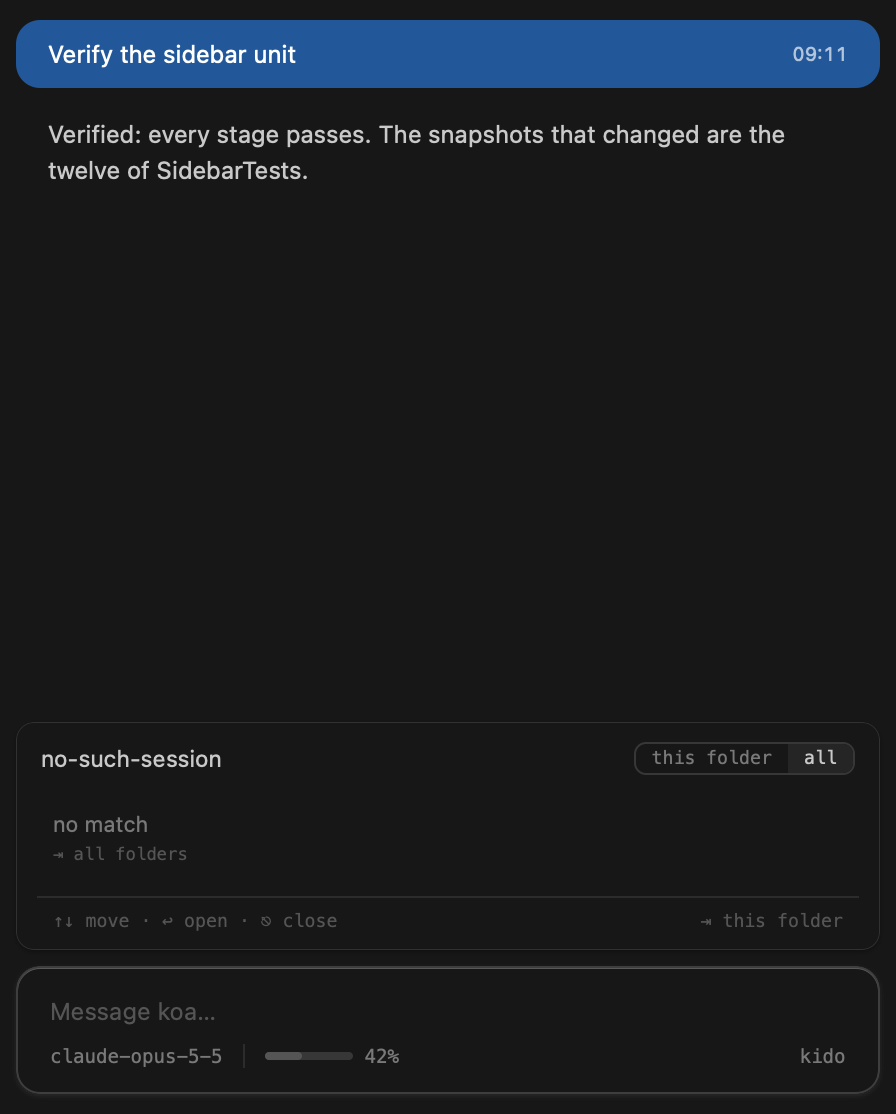 Verify the sidebar unit 09:11
Verified: every stage passes. The snapshots that changed are the
twelve of SidebarTests.
no-such-session this folder all
no match
⇥ all folders
↑↓ move · ↩ open · ⎋ close ⇥ this folder
Message koa...
claude-opus-5-5 42% kido